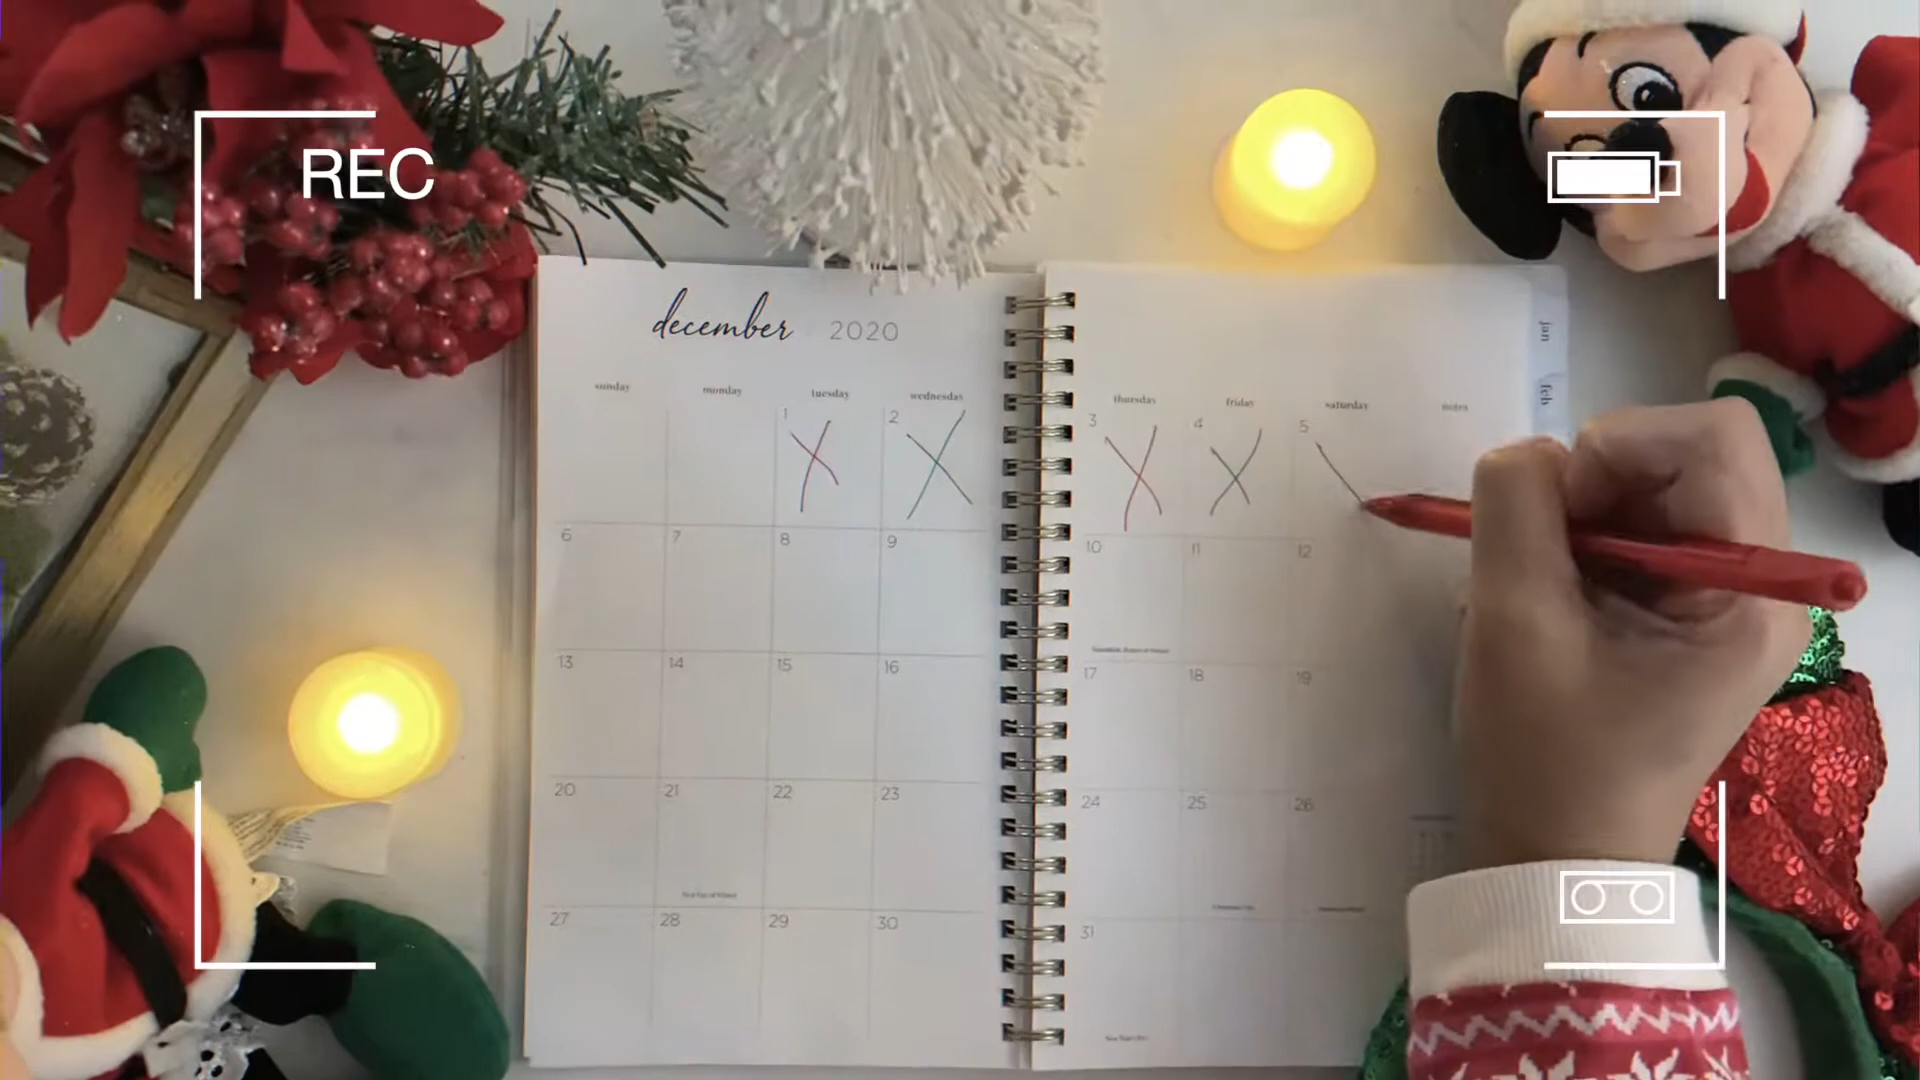 REC
december 2020
sunday monday tuesday wednesday thursday friday saturday notes
jan
feb
1 2 3 4 5
6 7 8 9 10 11 12
13 14 15 16 17 18 19
20 21 22 23 24 25 26
27 28 29 30 31